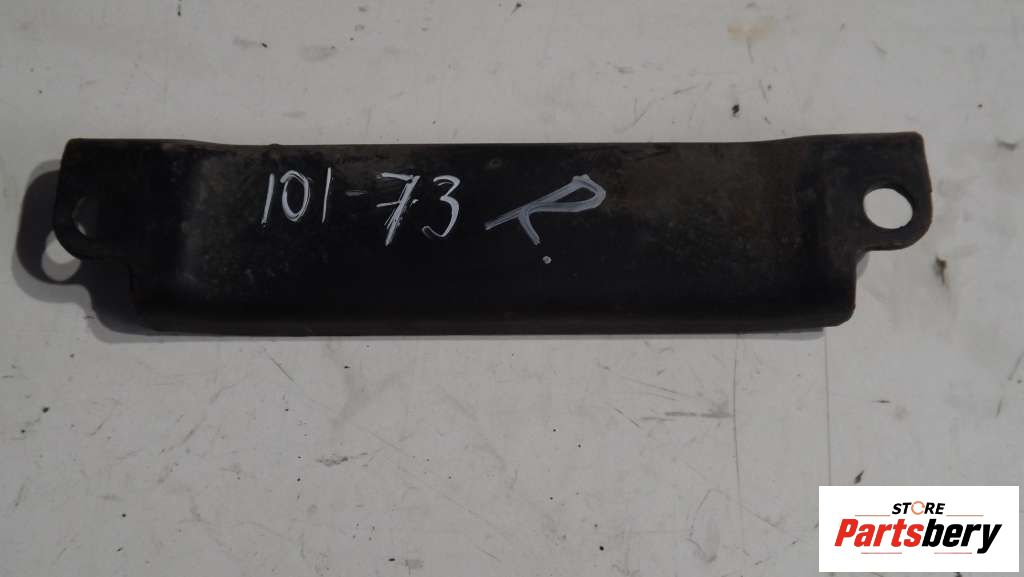 101-73 R.
STORE
Partsbery